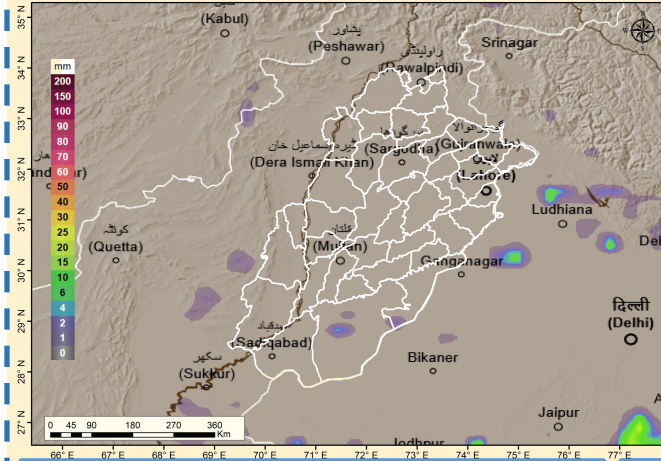 (Kabul)
پشاور
(Peshawar)
راولپنڈی
(Rawalpindi)
Srinagar
mm
200
150
100
90
80
70
60
50
40
30
25
20
15
10
6
4
2
1
0
سرگودھا
(Sargodha)
گوجرانوالا
(Gujranwala)
ڈیرہ اسماعیل خان
(Dera Ismail Khan)
لاہور
(Lahore)
Ludhiana
کوئٹہ
(Quetta)
ملتان
(Multan)
Ganganagar
दिल्ली
(Delhi)
(Sadiqabad)
Bikaner
سکھر
(Sukkur)
Jaipur
Jodhpur
0 45 90 180 270 360
Km
35° N
34° N
33° N
32° N
31° N
30° N
29° N
28° N
27° N
66° E 67° E 68° E 69° E 70° E 71° E 72° E 73° E 74° E 75° E 76° E 77° E